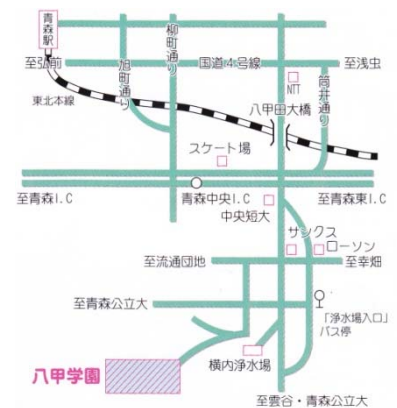 青森駅
柳町通り
至弘前
国道4号線
至浅虫
旭町通り
NTT
筒井通り
東北本線
八甲田大橋
スケート場
至青森I.C
青森中央I.C
至青森東I.C
中央短大
サンクス
ローソン
至流通団地
至幸畑
至青森公立大
「浄水場入口」
バス停
横内浄水場
八甲学園
至雲谷・青森公立大